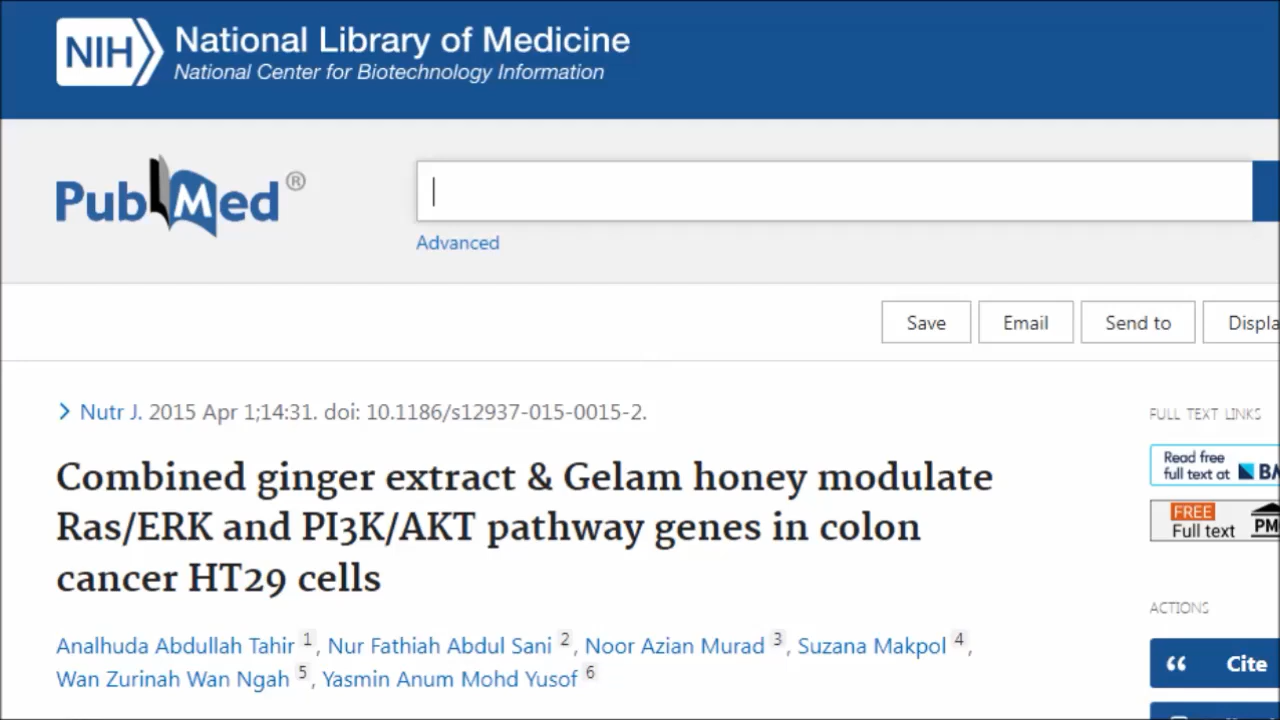 NIH National Library of Medicine
National Center for Biotechnology Information
PubMed®
Advanced
Save Email Send to Displa
Nutr J. 2015 Apr 1;14:31. doi: 10.1186/s12937-015-0015-2.
FULL TEXT LINKS
Combined ginger extract & Gelam honey modulate
Ras/ERK and PI3K/AKT pathway genes in colon
cancer HT29 cells
Read free
full text at BM
FREE
Full text PM
ACTIONS
Analhuda Abdullah Tahir 1, Nur Fathiah Abdul Sani 2, Noor Azian Murad 3, Suzana Makpol 4,
Wan Zurinah Wan Ngah 5, Yasmin Anum Mohd Yusof 6
Cite